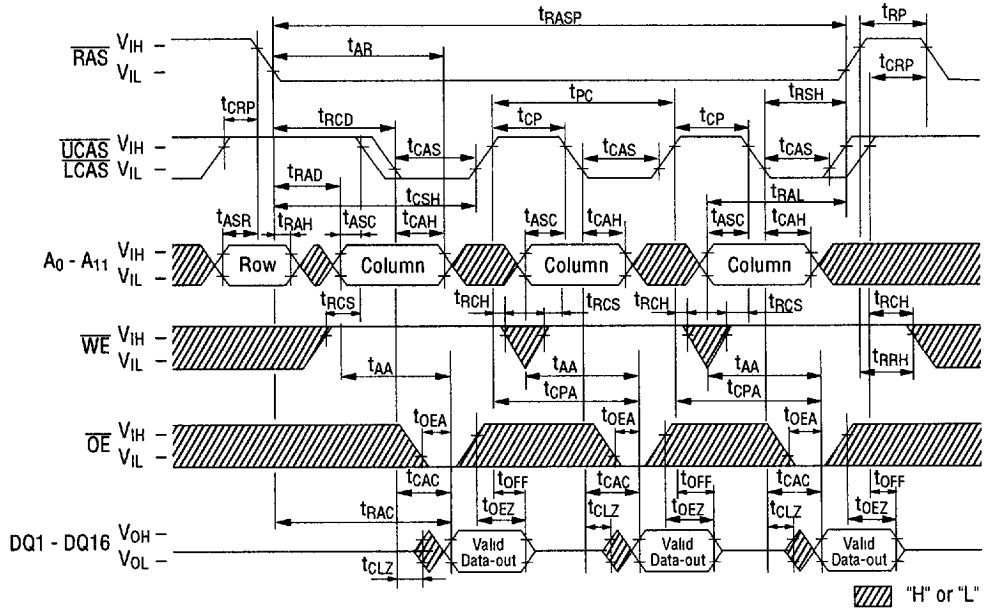 tRASP
tRP
RAS
VIH
VIL
tAR
tCRP
tCRP
tRCD
tPC
tRSH
tCP
tCP
UCAS
LCAS
VIH
VIL
tCAS
tCAS
tCAS
tRAD
tCSH
tRAL
tASR
tRAH
tASC
tCAH
tASC
tCAH
tASC
tCAH
A0 - A11
VIH
VIL
Row
Column
Column
Column
tRCS
tRCH
tRCS
tRCH
tRCS
tRCH
WE
VIH
VIL
tAA
tAA
tAA
tRRH
tCPA
tCPA
tOEA
tOEA
tOEA
OE
VIH
VIL
tCAC
tOFF
tCAC
tOFF
tCAC
tOFF
tRAC
tOEZ
tCLZ
tOEZ
tCLZ
tOEZ
DQ1 - DQ16
VOH
VOL
Valid
Data-out
Valid
Data-out
Valid
Data-out
tCLZ
"H" or "L"